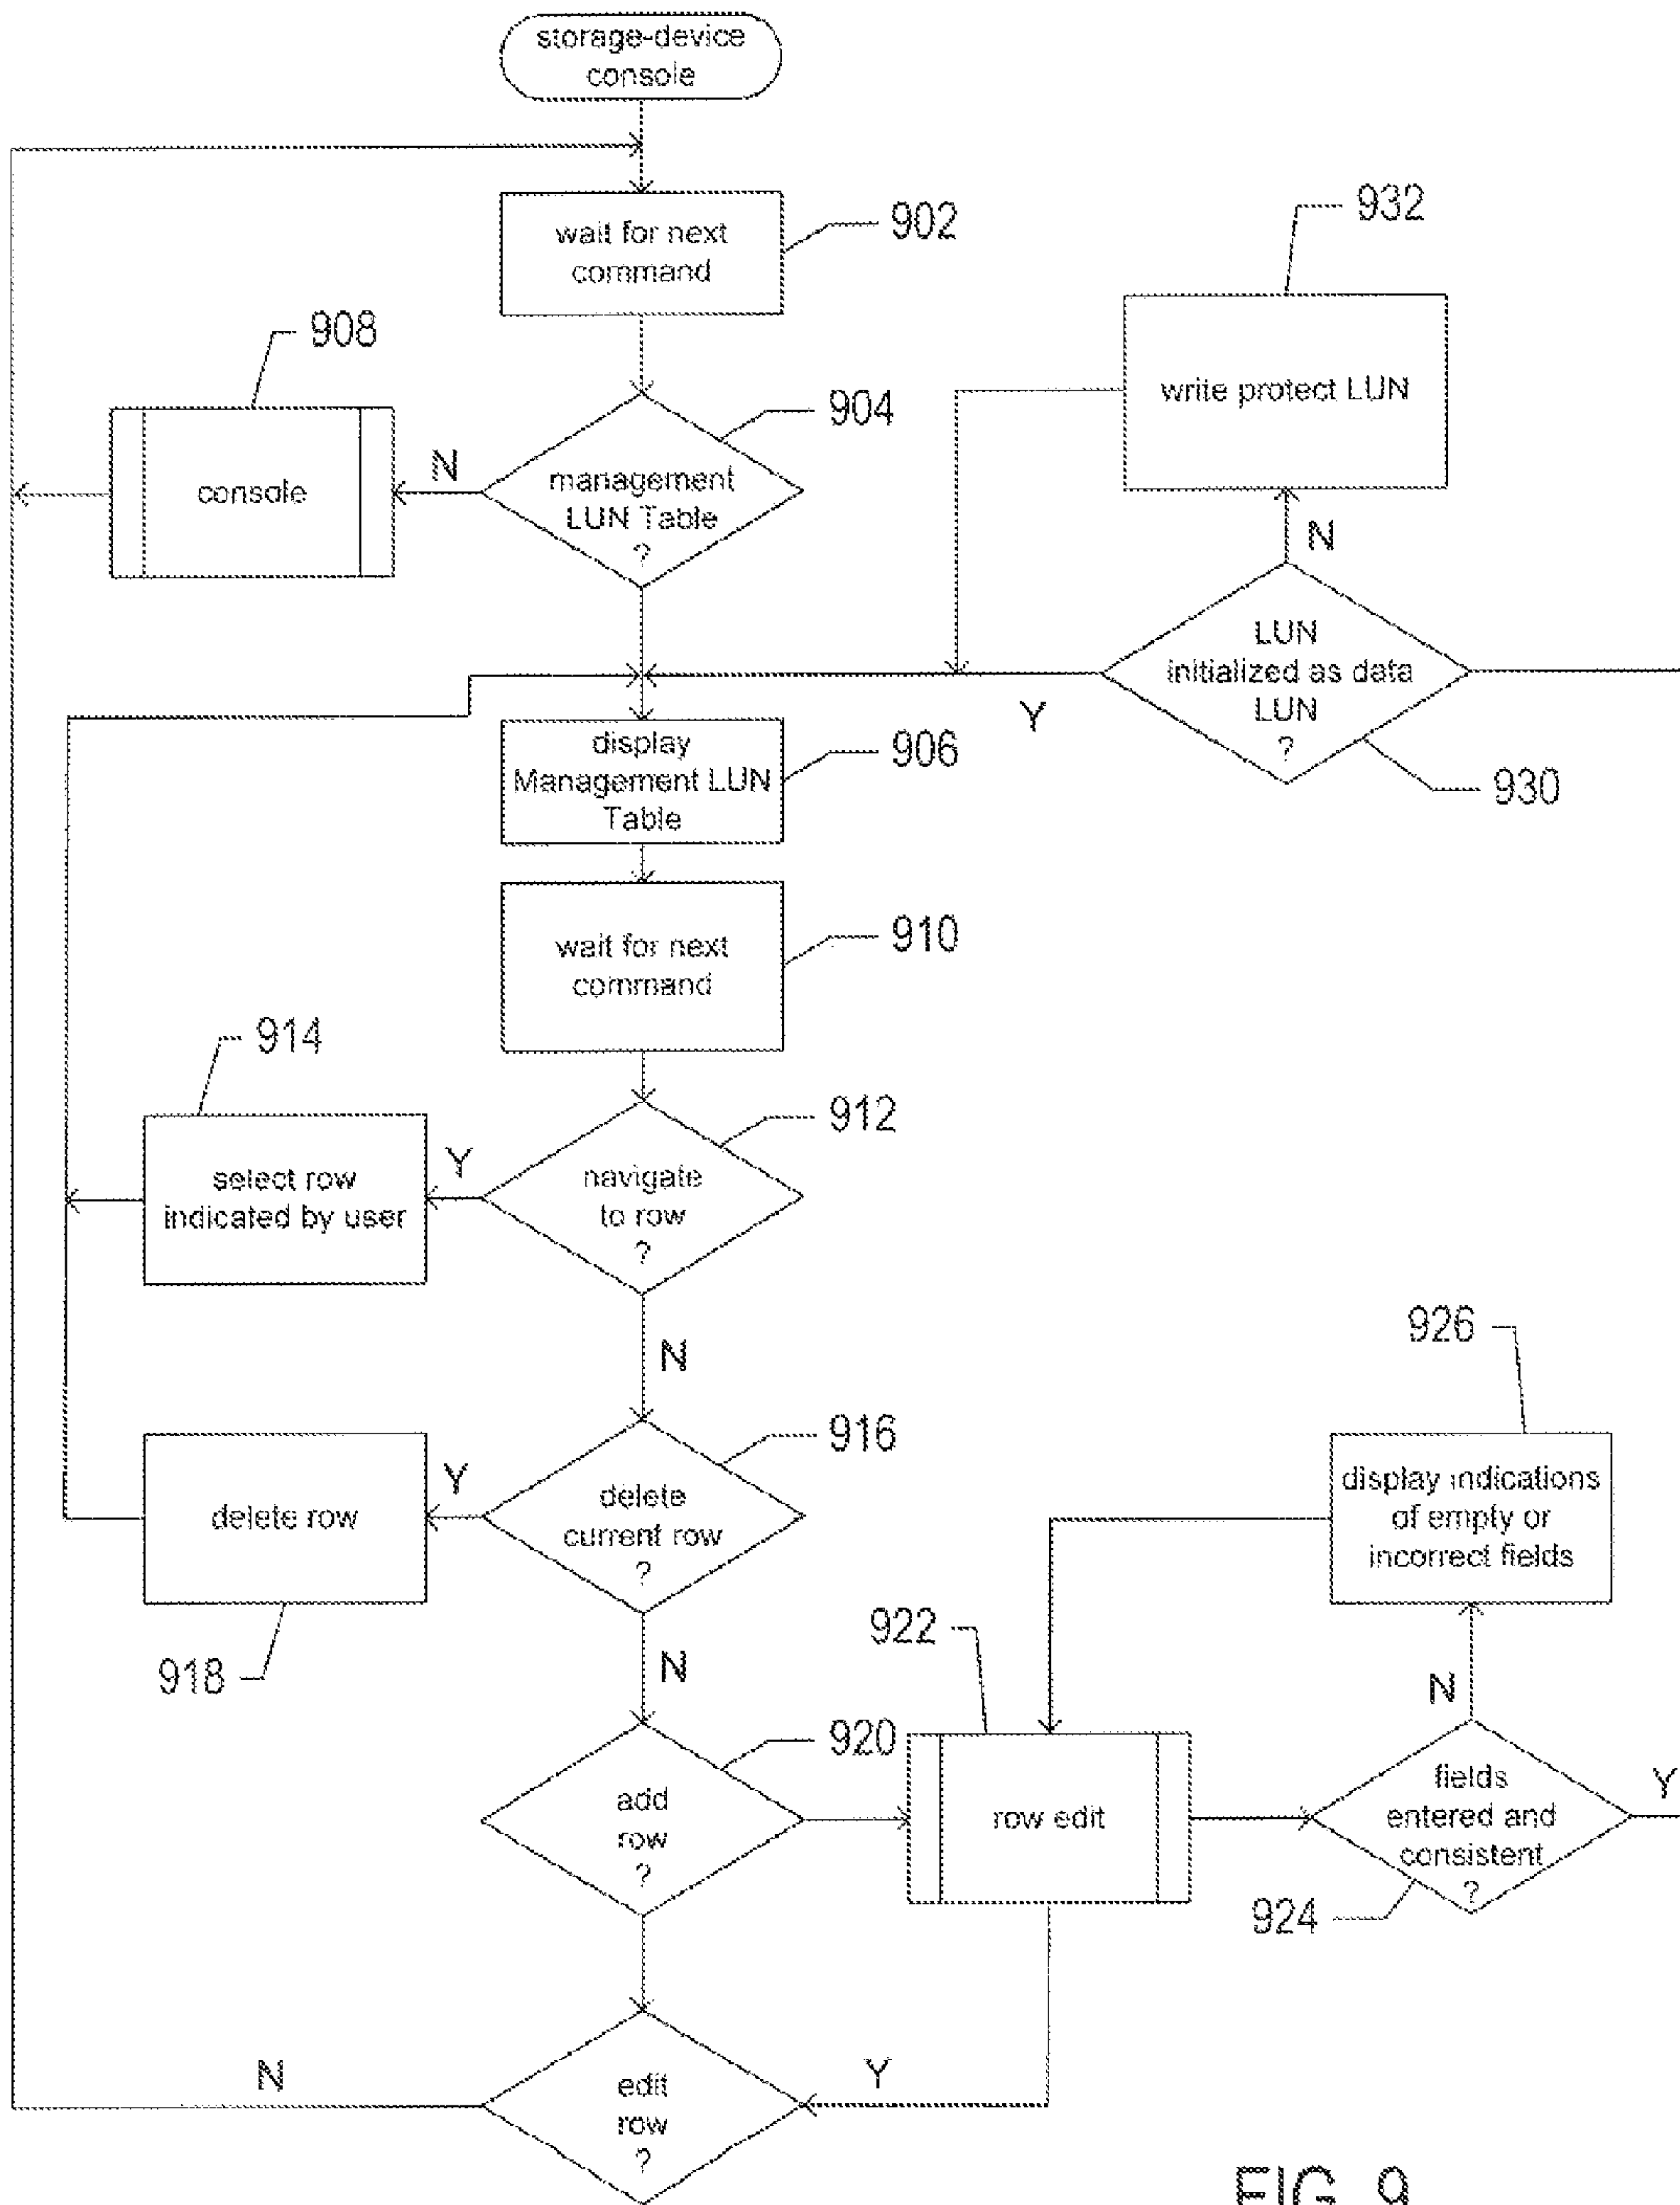 storage-device
console
wait for next
command
902
932
write protect LUN
908
console
N
904
management
LUN Table
?
N
LUN
initialized as data
LUN
?
Y
930
display
Management LUN
Table
906
wait for next
command
910
914
select row
indicated by user
Y
912
navigate
to row
?
N
926
display indications
of empty or
incorrect fields
delete row
918
Y
916
delete
current row
?
N
922
row edit
N
920
add
row
?
fields
entered and
consistent
?
924
Y
N
edit
row
?
Y
FIG. 9